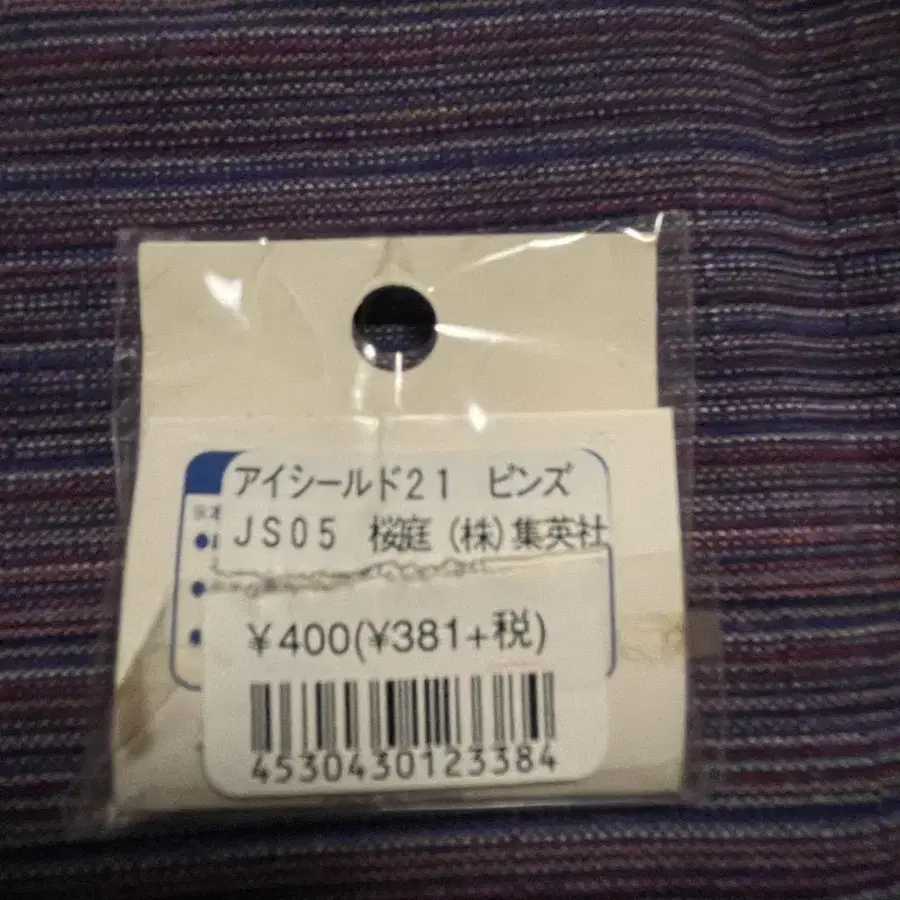 アイシールド21 ピンズ
JS05 桜庭 (株)集英社
¥400(¥381+税)
4530430123384